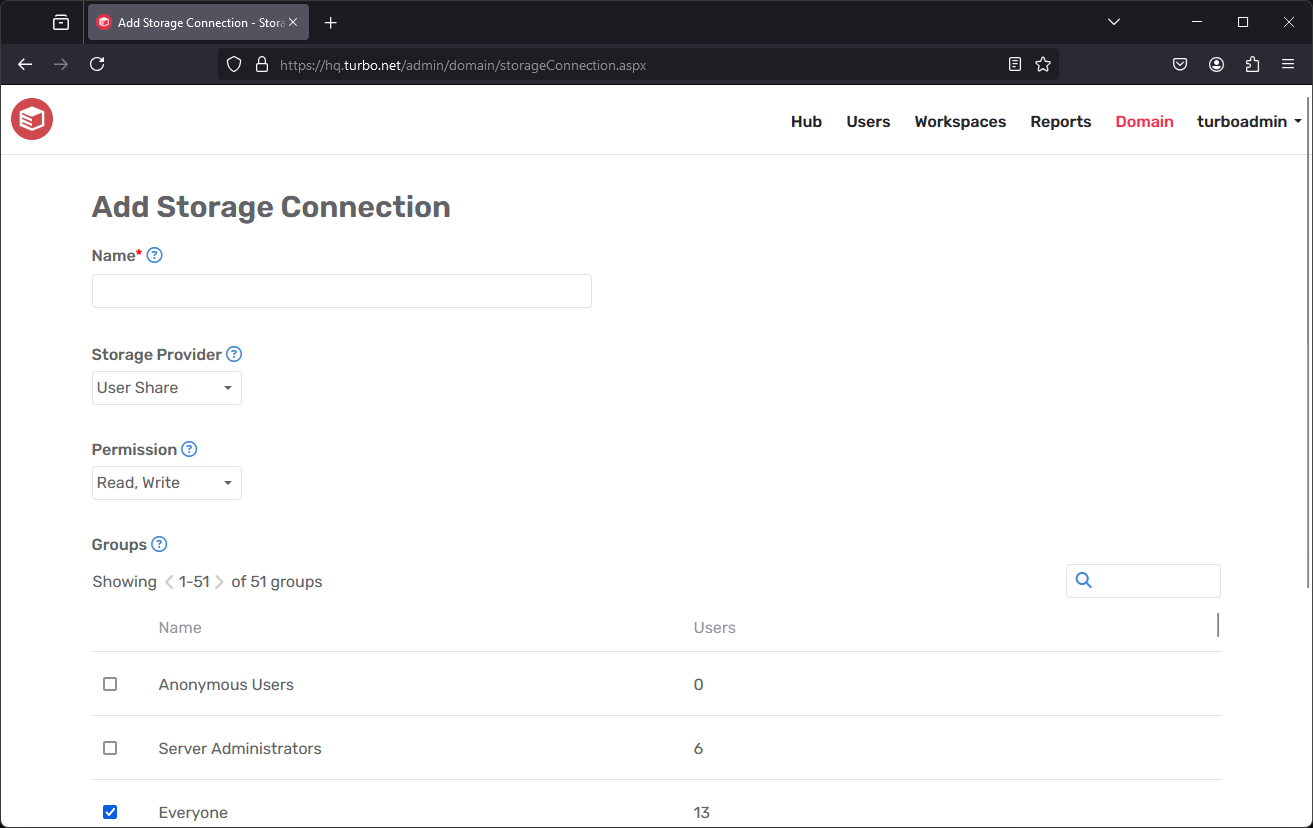 Add Storage Connection - Stora
https://hq.turbo.net/admin/domain/storageConnection.aspx
Hub Users Workspaces Reports Domain turboadmin
Add Storage Connection
Name* ?
Storage Provider ?
User Share
Permission ?
Read, Write
Groups ?
Showing < 1-51 > of 51 groups
Name Users
Anonymous Users 0
Server Administrators 6
Everyone 13